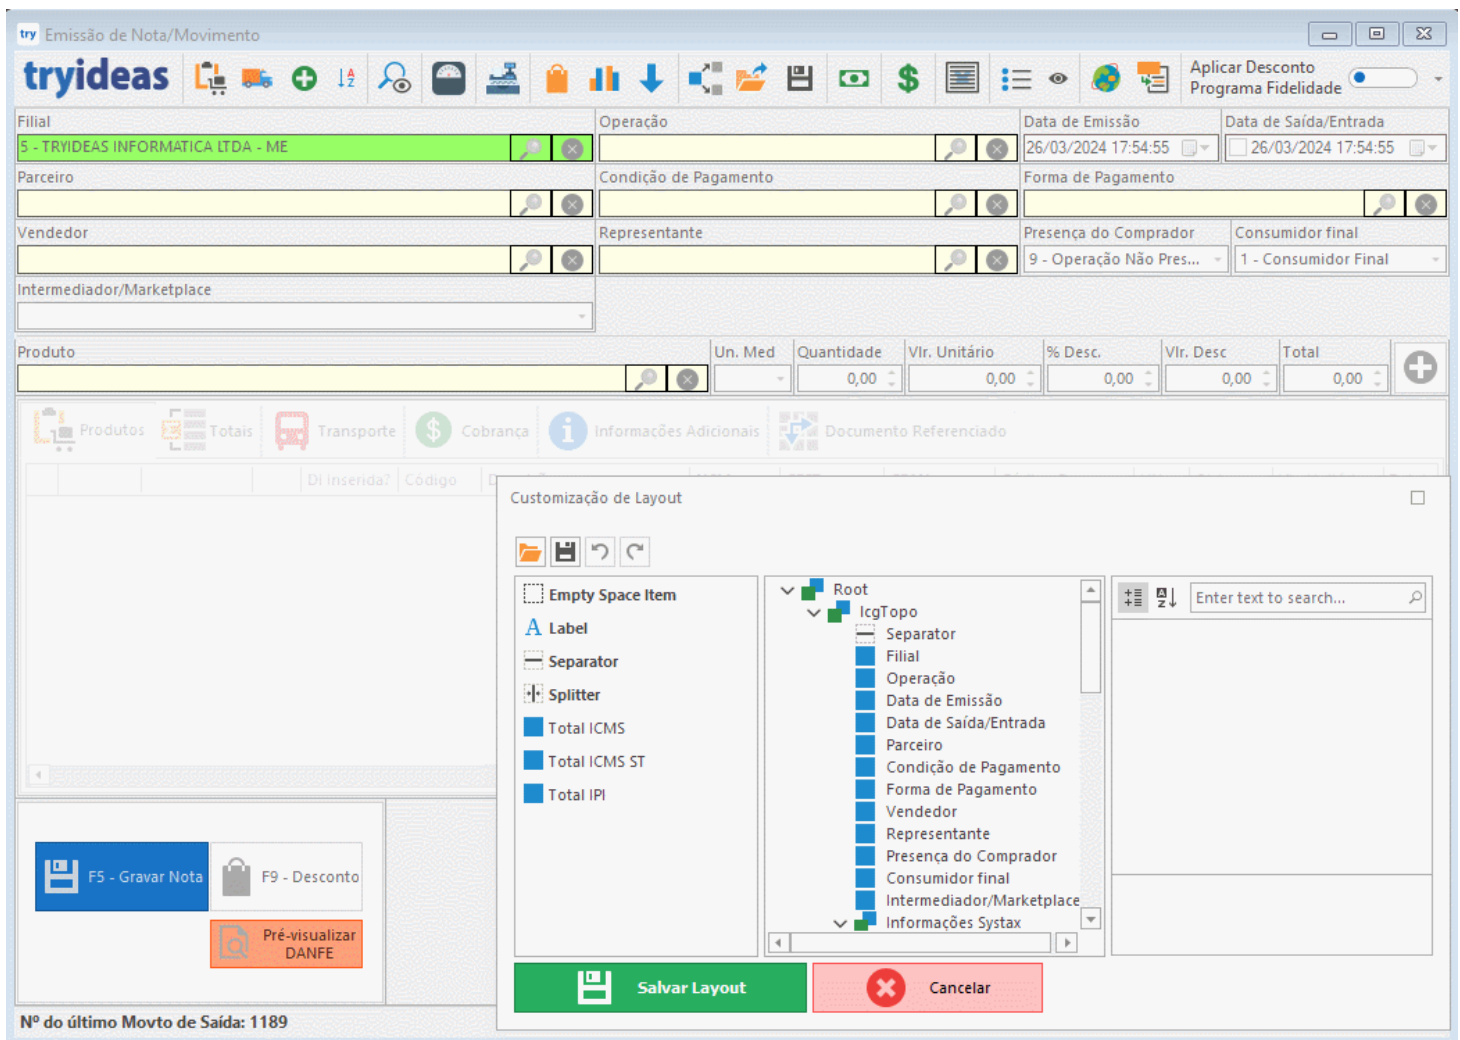 try Emissão de Nota/Movimento
tryideas
Aplicar Desconto
Programa Fidelidade
Filial
Operação
Data de Emissão
Data de Saída/Entrada
5 - TRYIDEAS INFORMATICA LTDA - ME
26/03/2024 17:54:55
26/03/2024 17:54:55
Parceiro
Condição de Pagamento
Forma de Pagamento
Vendedor
Representante
Presença do Comprador
Consumidor final
9 - Operação Não Pres...
1 - Consumidor Final
Intermediador/Marketplace
Produto
Un. Med
Quantidade
Vlr. Unitário
% Desc.
Vlr. Desc
Total
0,00
0,00
0,00
0,00
0,00
Produtos
Totais
Transporte
Cobrança
Informações Adicionais
Documento Referenciado
DI Inserida?
Código
Customização de Layout
Empty Space Item
Label
Separator
Splitter
Total ICMS
Total ICMS ST
Total IPI
Root
lcgTopo
Separator
Filial
Operação
Data de Emissão
Data de Saída/Entrada
Parceiro
Condição de Pagamento
Forma de Pagamento
Vendedor
Representante
Presença do Comprador
Consumidor final
Intermediador/Marketplace
Informações Systax
Enter text to search...
F5 - Gravar Nota
F9 - Desconto
Pré-visualizar
DANFE
Salvar Layout
Cancelar
Nº do último Movto de Saída: 1189